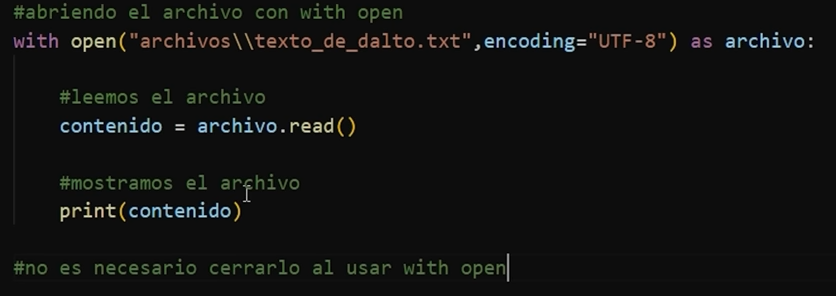 #abriendo el archivo con with open
with open("archivos\\texto_de_dalto.txt",encoding="UTF-8") as archivo:
#leemos el archivo
contenido = archivo.read()
#mostramos el archivo
print(contenido)
#no es necesario cerrarlo al usar with open